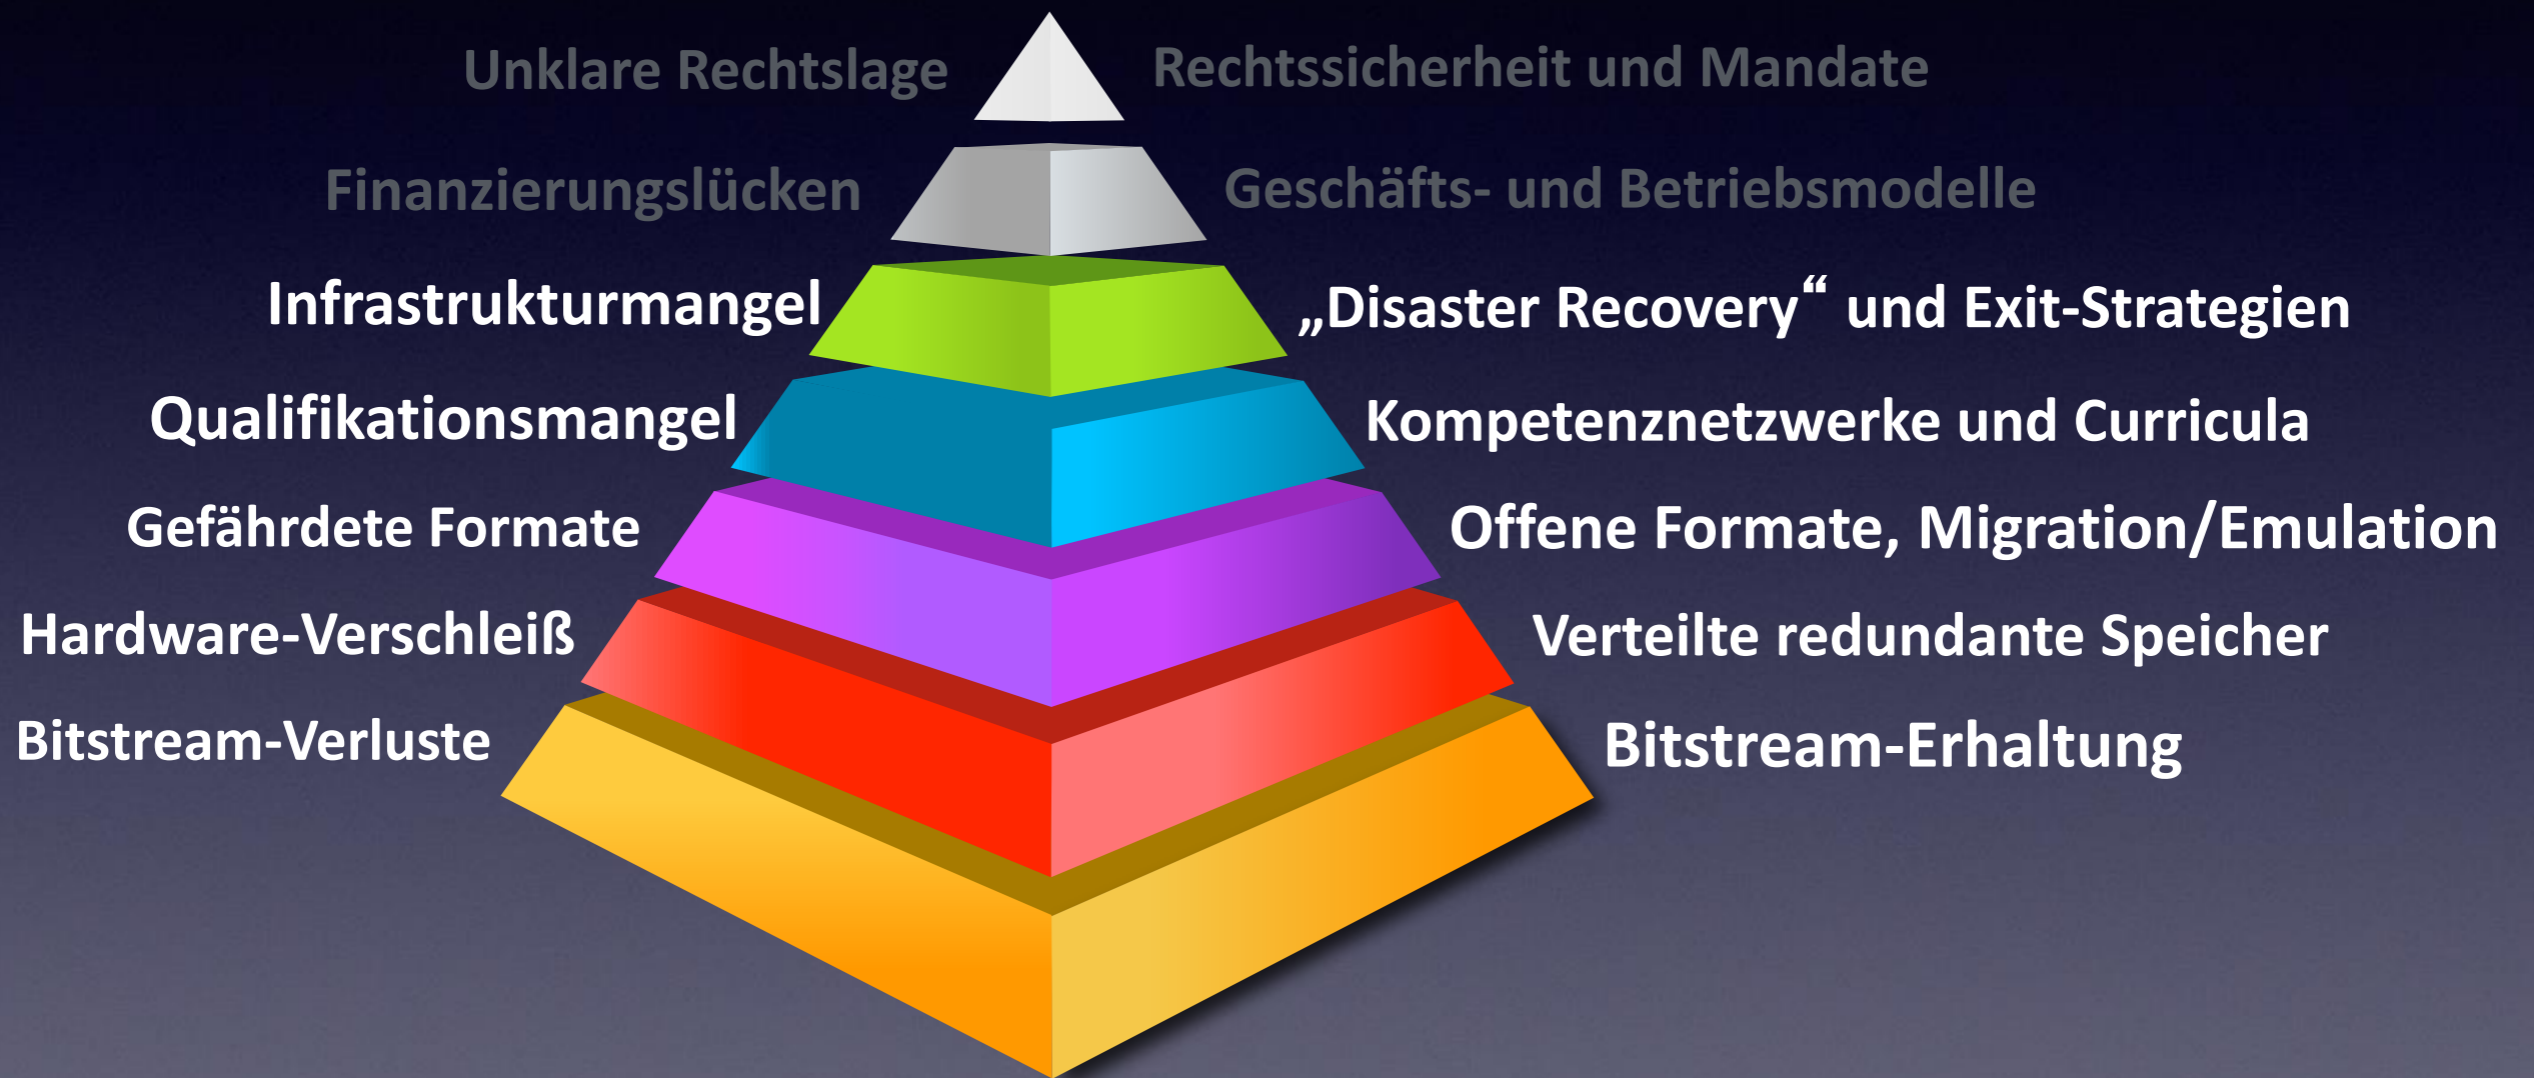 Unklare Rechtslage
Rechtssicherheit und Mandate
Finanzierungslücken
Geschäfts- und Betriebsmodelle
Infrastrukturmangel
„Disaster Recovery“ und Exit-Strategien
Qualifikationsmangel
Kompetenznetzwerke und Curricula
Gefährdete Formate
Offene Formate, Migration/Emulation
Hardware-Verschleiß
Verteilte redundante Speicher
Bitstream-Verluste
Bitstream-Erhaltung